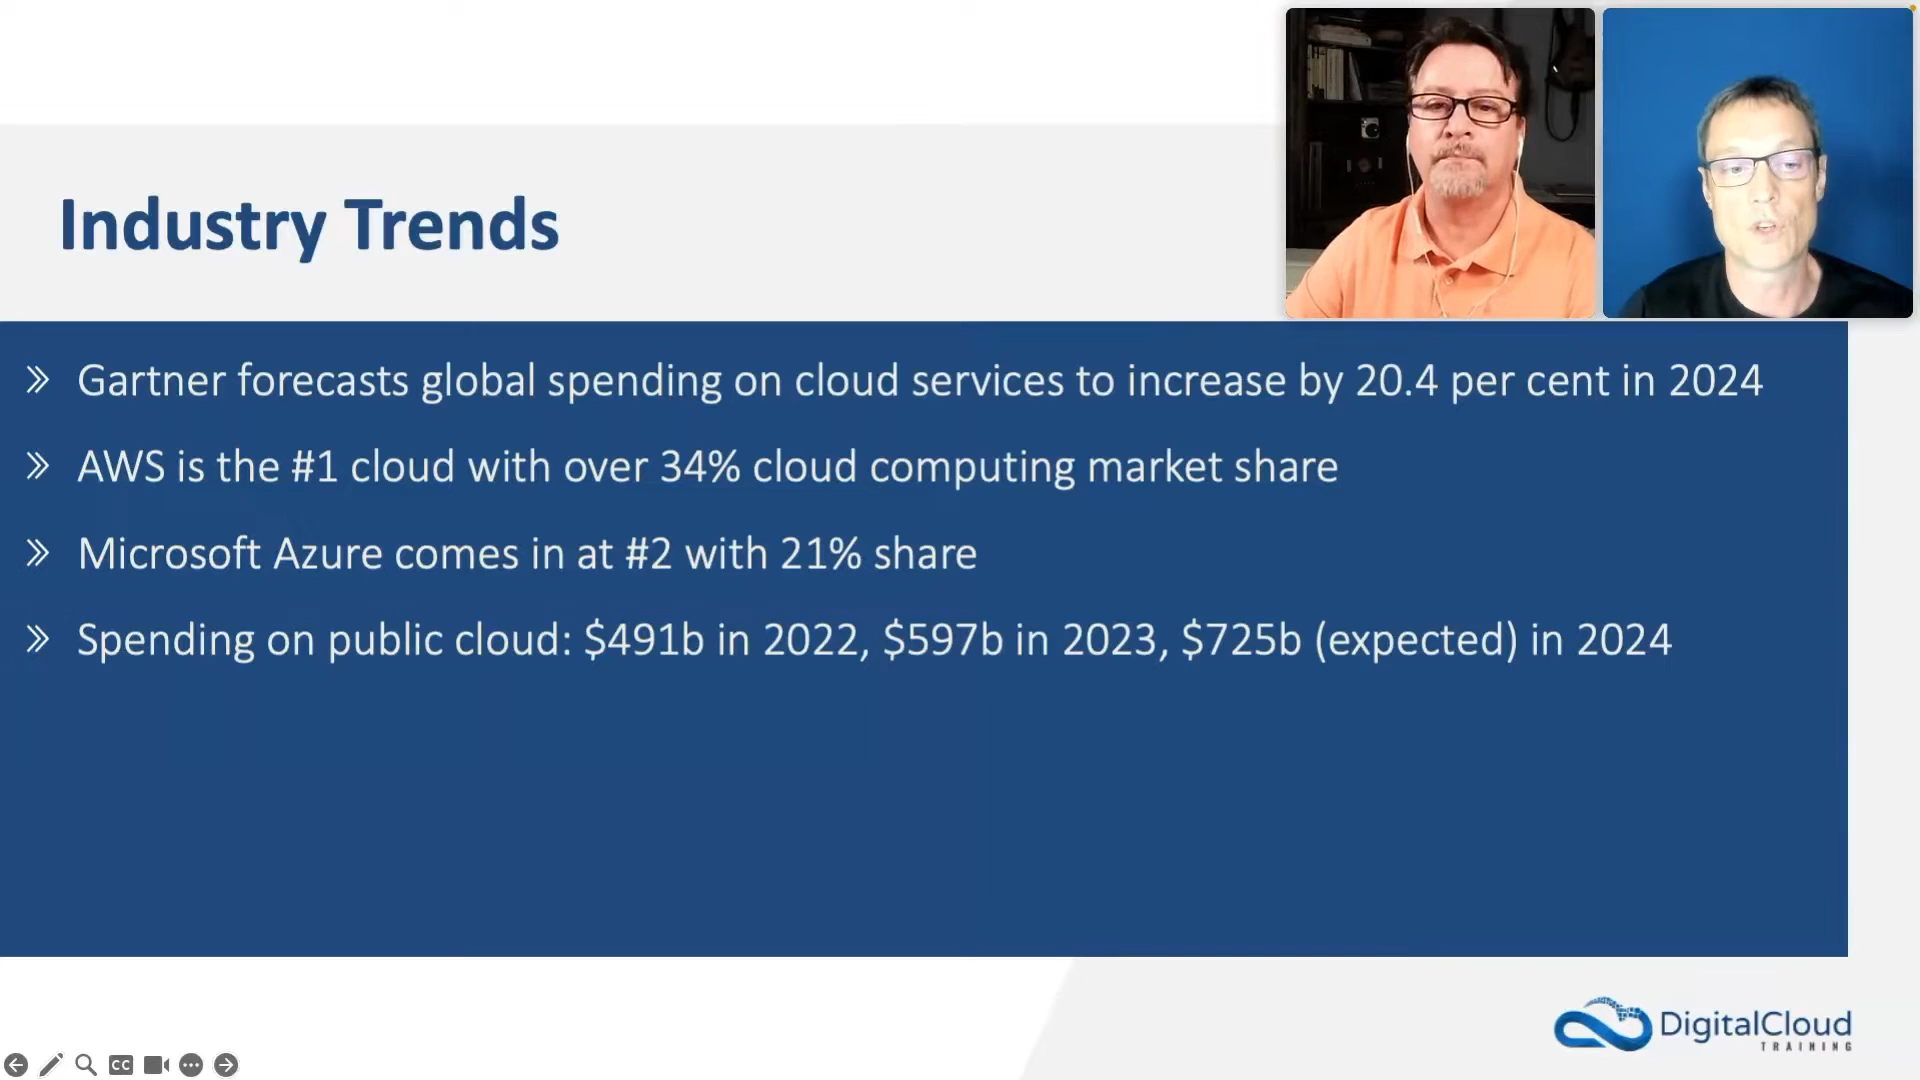 Industry Trends
Gartner forecasts global spending on cloud services to increase by 20.4 per cent in 2024
AWS is the #1 cloud with over 34% cloud computing market share
Microsoft Azure comes in at #2 with 21% share
Spending on public cloud: $491b in 2022, $597b in 2023, $725b (expected) in 2024
DigitalCloud
TRAINING
CC